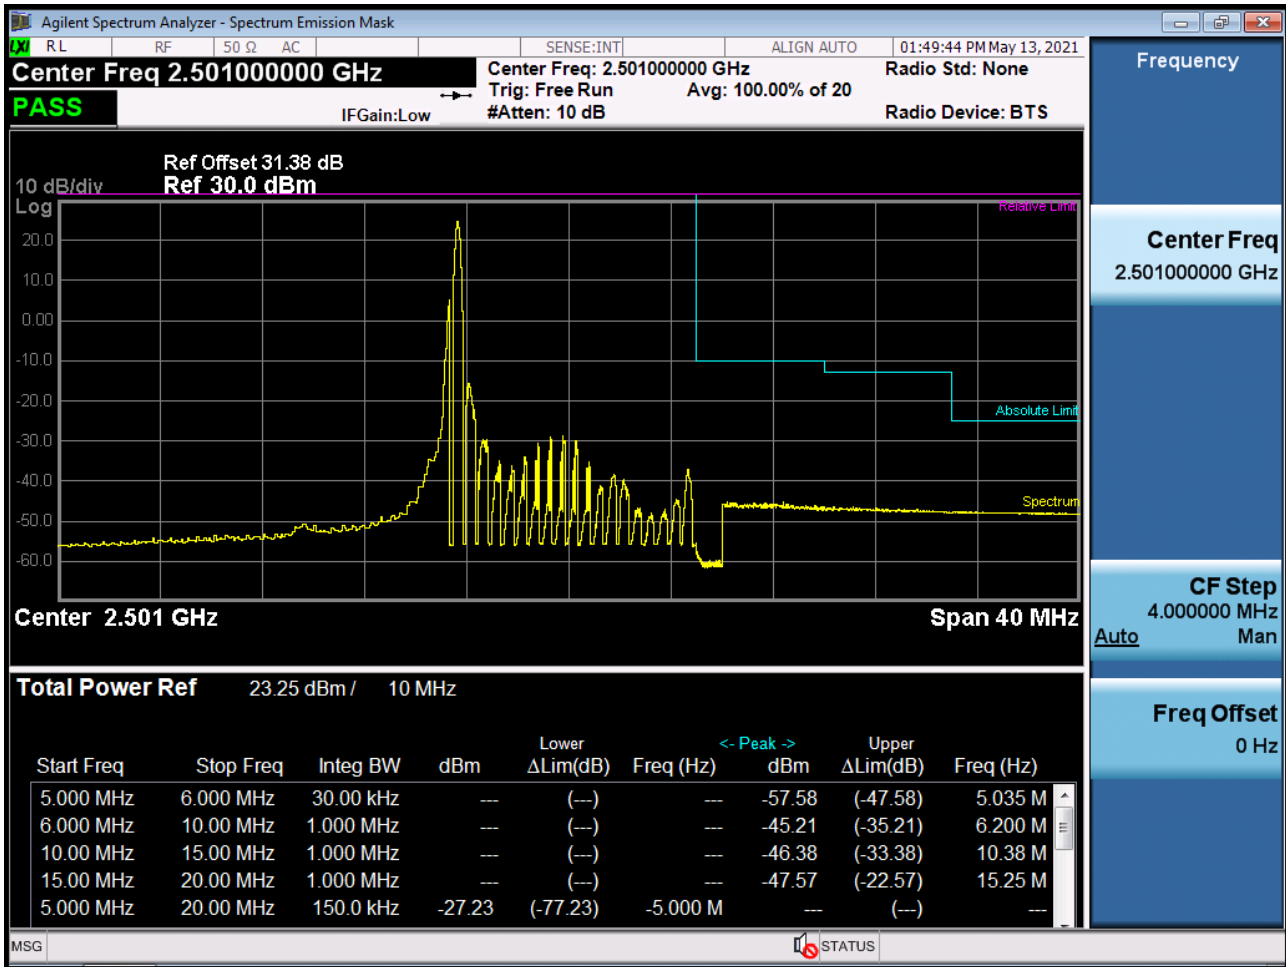 Agilent Spectrum Analyzer - Spectrum Emission Mask
LXI RL RF 50 Ω AC SENSE:INT ALIGN AUTO 01:49:44 PM May 13, 2021
Center Freq 2.501000000 GHz
Center Freq: 2.501000000 GHz Radio Std: None
Trig: Free Run Avg: 100.00% of 20
PASS
IFGain:Low #Atten: 10 dB Radio Device: BTS
Ref Offset 31.38 dB
10 dB/div Ref 30.0 dBm
Log
Relative Limit
20.0
10.0
0.00
-10.0
-20.0
Absolute Limit
-30.0
-40.0
Spectrum
-50.0
-60.0
Center 2.501 GHz Span 40 MHz
Total Power Ref 23.25 dBm / 10 MHz
Lower <- Peak -> Upper
Start Freq Stop Freq Integ BW dBm ΔLim(dB) Freq (Hz) dBm ΔLim(dB) Freq (Hz)
5.000 MHz 6.000 MHz 30.00 kHz --- (---) --- -57.58 (-47.58) 5.035 M
6.000 MHz 10.00 MHz 1.000 MHz --- (---) --- -45.21 (-35.21) 6.200 M
10.00 MHz 15.00 MHz 1.000 MHz --- (---) --- -46.38 (-33.38) 10.38 M
15.00 MHz 20.00 MHz 1.000 MHz --- (---) --- -47.57 (-22.57) 15.25 M
5.000 MHz 20.00 MHz 150.0 kHz -27.23 (-77.23) -5.000 M --- (---) ---
MSG STATUS
Frequency
Center Freq
2.501000000 GHz
CF Step
4.000000 MHz
Auto Man
Freq Offset
0 Hz